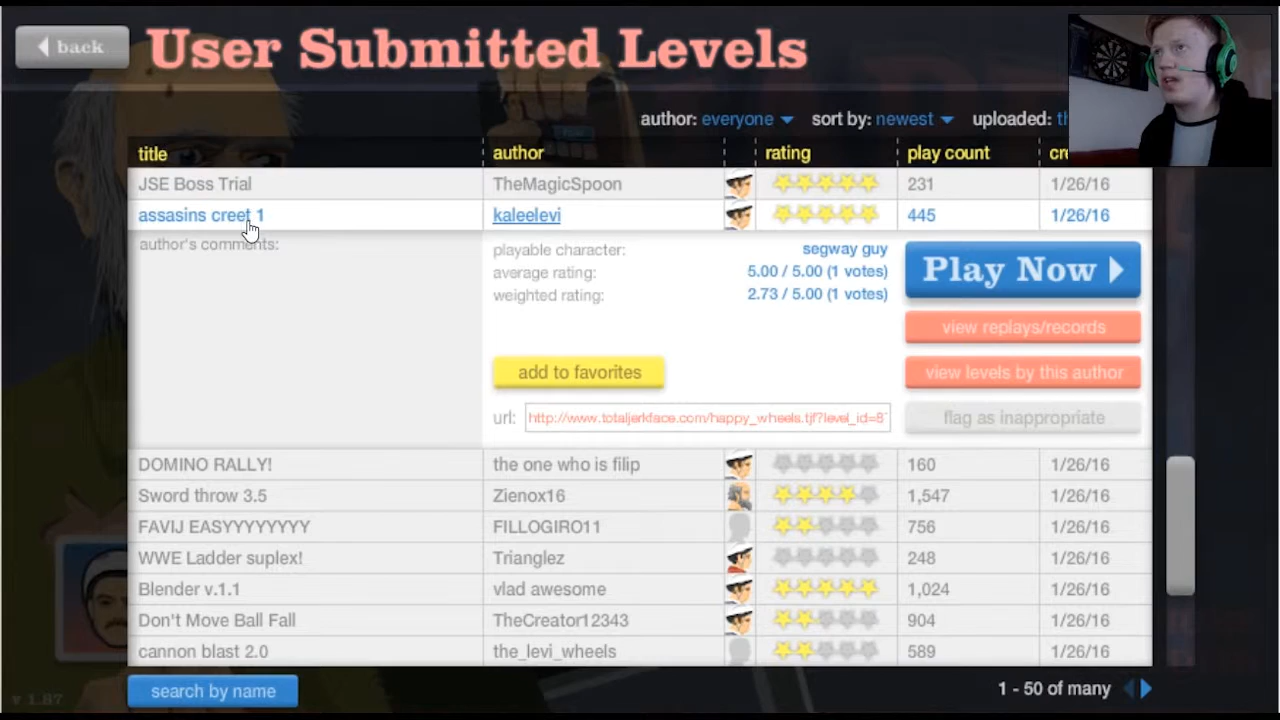 back
User Submitted Levels
author: everyone sort by: newest uploaded: th
title author rating play count cre
JSE Boss Trial TheMagicSpoon 231 1/26/16
assasins creet 1 kaleelevi 445 1/26/16
author's comments:
playable character: segway guy
average rating: 5.00 / 5.00 (1 votes)
weighted rating: 2.73 / 5.00 (1 votes)
Play Now
view replays/records
add to favorites
view levels by this author
url: http://www.totaljerkface.com/happy_wheels.tjf?level_id=8
flag as inappropriate
DOMINO RALLY! the one who is filip 160 1/26/16
Sword throw 3.5 Zienox16 1,547 1/26/16
FAVIJ EASYYYYYYYY FILLOGIRO11 756 1/26/16
WWE Ladder suplex! Trianglez 248 1/26/16
Blender v.1.1 vlad awesome 1,024 1/26/16
Don't Move Ball Fall TheCreator12343 904 1/26/16
cannon blast 2.0 the_levi_wheels 589 1/26/16
search by name
1 - 50 of many
v 1.87